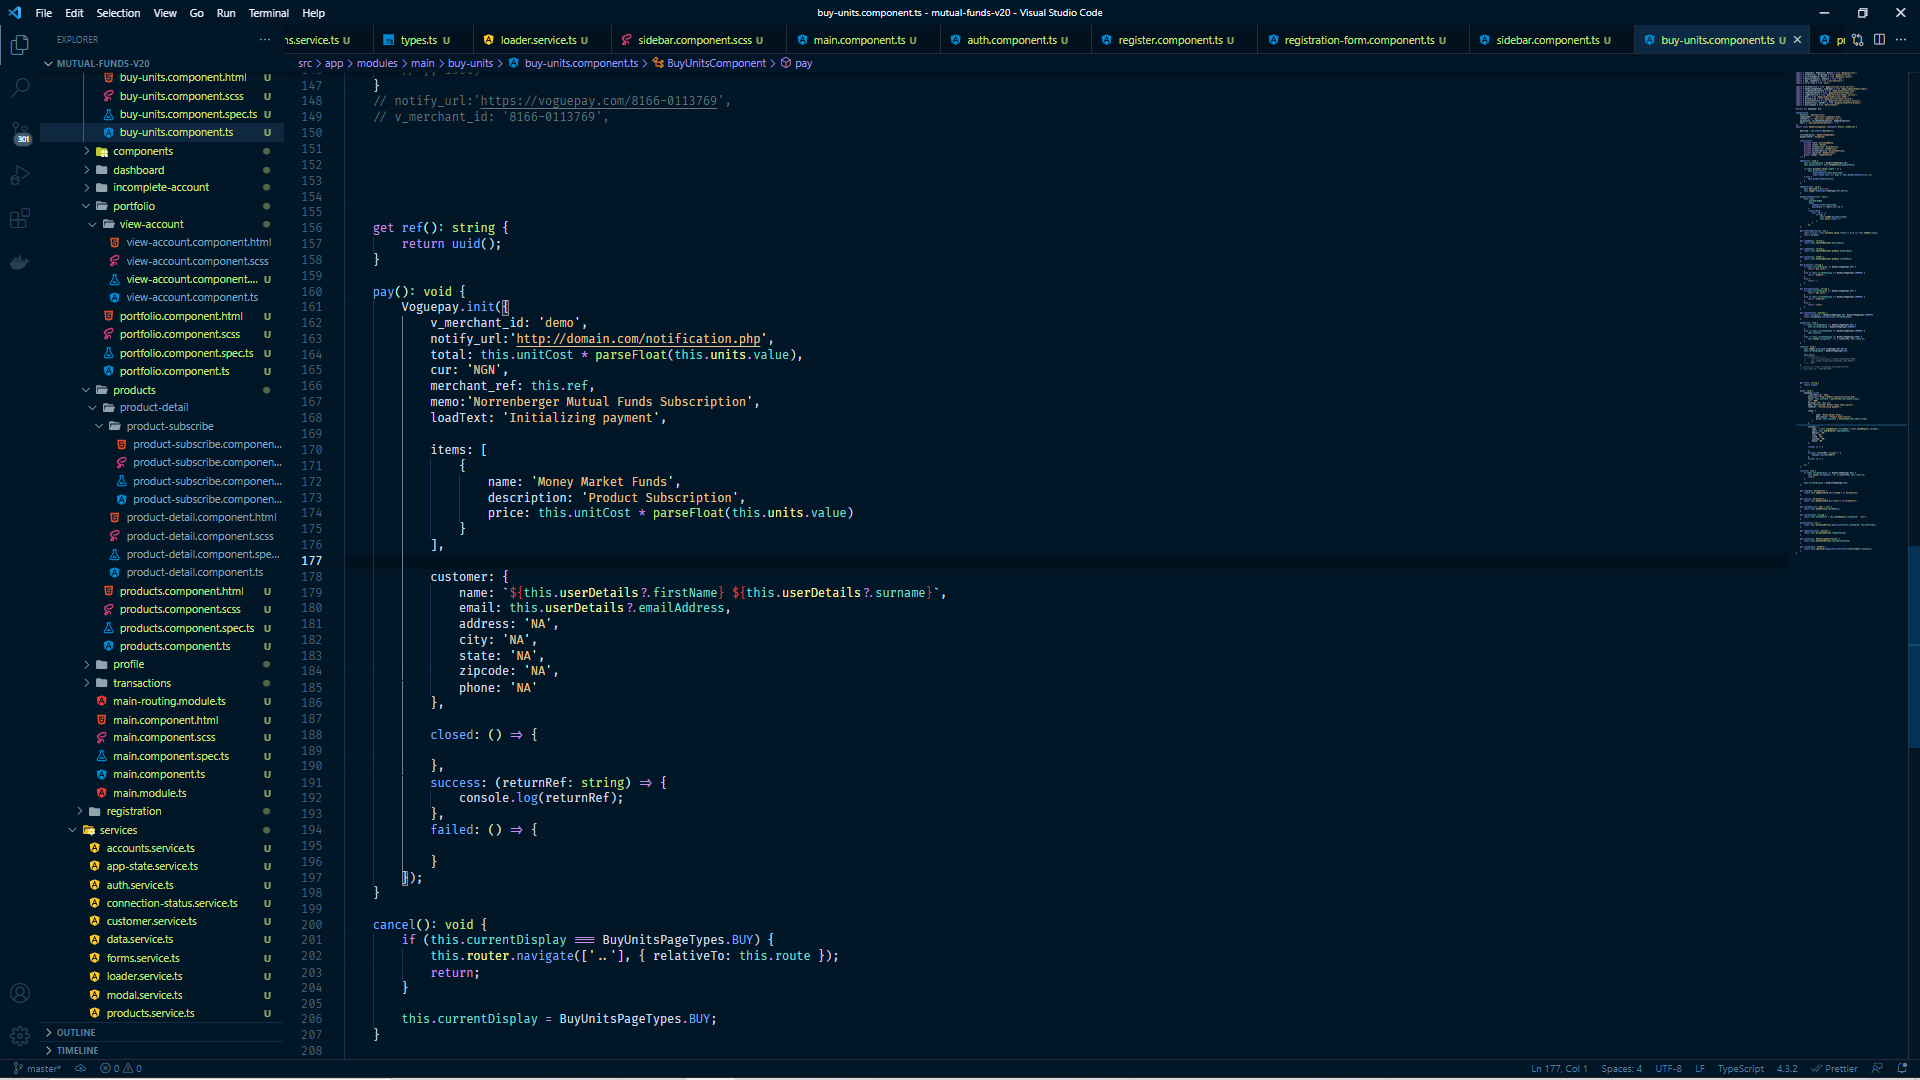 File Edit Selection View Go Run Terminal Help
buy-units.component.ts - mutual-funds-v20 - Visual Studio Code
EXPLORER
ns.service.ts U types.ts U loader.service.ts U sidebar.component.scss U main.component.ts U auth.component.ts U register.component.ts U registration-form.component.ts U sidebar.component.ts U buy-units.component.ts U
src > app > modules > main > buy-units > buy-units.component.ts > BuyUnitsComponent > pay
MUTUAL-FUNDS-V20
buy-units.component.html U
buy-units.component.scss U
buy-units.component.spec.ts U
buy-units.component.ts U
components
dashboard
incomplete-account
portfolio
view-account
view-account.component.html
view-account.component.scss
view-account.component....  U
view-account.component.ts
portfolio.component.html U
portfolio.component.scss U
portfolio.component.spec.ts U
portfolio.component.ts U
products
product-detail
product-subscribe
product-subscribe.componen...
product-subscribe.componen...
product-subscribe.componen...
product-subscribe.componen...
product-detail.component.html
product-detail.component.scss
product-detail.component.spe...
product-detail.component.ts
products.component.html U
products.component.scss U
products.component.spec.ts U
products.component.ts U
profile
transactions
main-routing.module.ts U
main.component.html U
main.component.scss U
main.component.spec.ts U
main.component.ts U
main.module.ts U
registration
services
accounts.service.ts U
app-state.service.ts U
auth.service.ts U
connection-status.service.ts U
customer.service.ts U
data.service.ts U
forms.service.ts U
loader.service.ts U
modal.service.ts U
products.service.ts U
OUTLINE
TIMELINE
301
147 }
148 // notify_url:'https://voguepay.com/8166-0113769',
149 // v_merchant_id: '8166-0113769',
150
151
152
153
154
155
156 get ref(): string {
157 return uuid();
158 }
159
160 pay(): void {
161 Voguepay.init({
162 v_merchant_id: 'demo',
163 notify_url:'http://domain.com/notification.php',
164 total: this.unitCost * parseFloat(this.units.value),
165 cur: 'NGN',
166 merchant_ref: this.ref,
167 memo:'Norrenberger Mutual Funds Subscription',
168 loadText: 'Initializing payment',
169
170 items: [
171 {
172 name: 'Money Market Funds',
173 description: 'Product Subscription',
174 price: this.unitCost * parseFloat(this.units.value)
175 }
176 ],
177
178 customer: {
179 name: `${this.userDetails?.firstName} ${this.userDetails?.surname}`,
180 email: this.userDetails?.emailAddress,
181 address: 'NA',
182 city: 'NA',
183 state: 'NA',
184 zipcode: 'NA',
185 phone: 'NA'
186 },
187
188 closed: () => {
189
190 },
191 success: (returnRef: string) => {
192 console.log(returnRef);
193 },
194 failed: () => {
195
196 }
197 });
198 }
199
200 cancel(): void {
201 if (this.currentDisplay === BuyUnitsPageTypes.BUY) {
202 this.router.navigate(['..'], { relativeTo: this.route });
203 return;
204 }
205
206 this.currentDisplay = BuyUnitsPageTypes.BUY;
207 }
208
master* 0 0 Ln 177, Col 1 Spaces: 4 UTF-8 LF TypeScript 4.3.2 Prettier